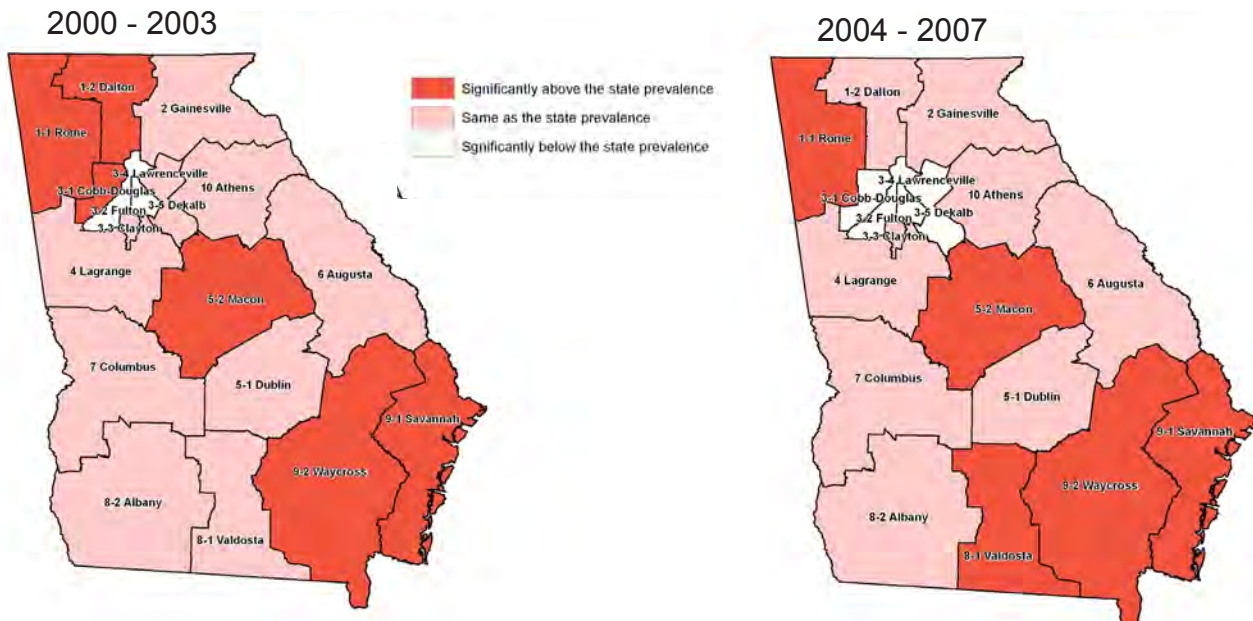 2000 - 2003
1-2 Dalton
2 Gainesville
1-1 Rome
3-4 Lawrenceville
10 Athens
3-1 Cobb-Douglas
3-5 Dekalb
3-2 Fulton
3-3 Clayton
4 Lagrange
6 Augusta
5-2 Macon
7 Columbus
5-1 Dublin
9-1 Savannah
9-2 Waycross
8-2 Albany
8-1 Valdosta
Significantly above the state prevalence
Same as the state prevalence
Sgnificantly below the state prevalence
2004 - 2007
1-2 Dalton
2 Gainesville
1-1 Rome
3-4 Lawrenceville
10 Athens
3-1 Cobb-Douglas
3-5 Dekalb
3-2 Fulton
3-3 Clayton
4 Lagrange
6 Augusta
5-2 Macon
7 Columbus
5-1 Dublin
9-1 Savannah
9-2 Waycross
8-2 Albany
8-1 Valdosta